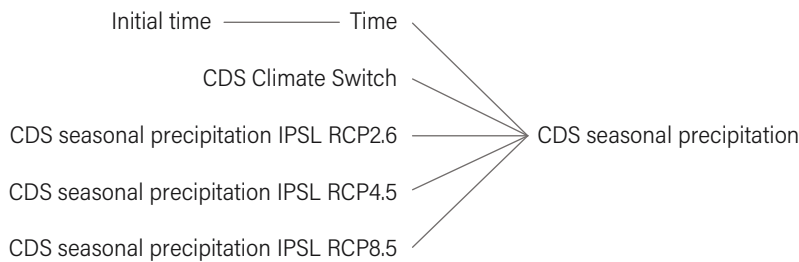 Initial time
Time
CDS Climate Switch
CDS seasonal precipitation IPSL RCP2.6
CDS seasonal precipitation
CDS seasonal precipitation IPSL RCP4.5
CDS seasonal precipitation IPSL RCP8.5